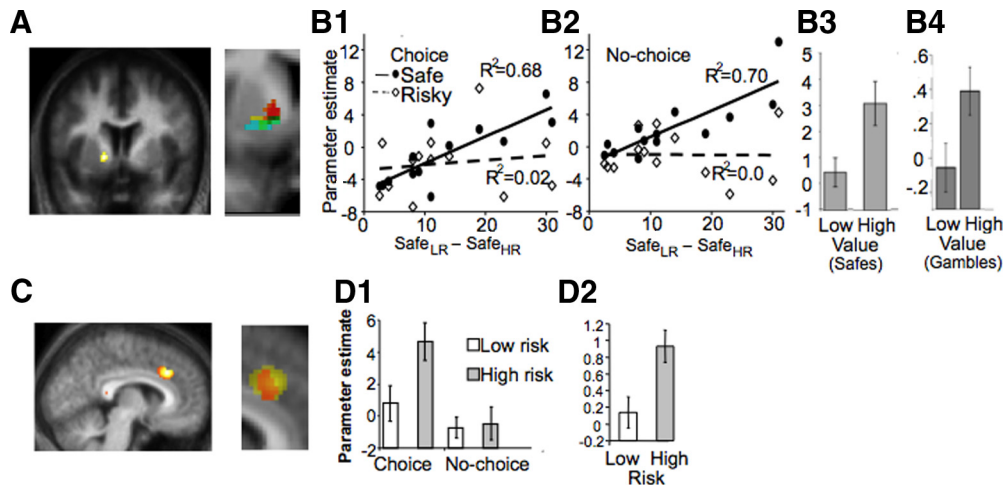 A
B1
B2
B3
B4
Parameter estimate
12
8
4
0
-4
-8
Choice
Safe
Risky
R²=0.68
R²=0.02
0
10
20
30
Safe_LR – Safe_HR
12
8
4
0
-4
-8
No-choice
R²=0.70
R²=0.0
0
10
20
30
Safe_LR – Safe_HR
5
4
3
2
1
0
-1
Low High
Value
(Safes)
.6
.4
.2
0
-.2
Low High
Value
(Gambles)
C
D1
D2
Parameter estimate
6
4
2
0
-2
Low risk
High risk
Choice
No-choice
1.2
1
0.8
0.6
0.4
0.2
0
-0.2
Low High
Risk